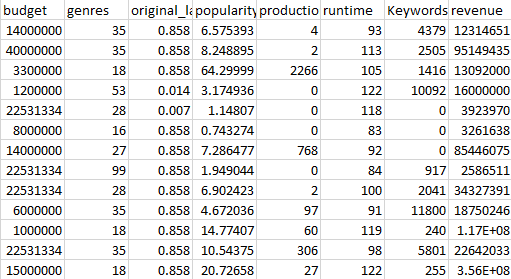 budget genres original_la popularity productio runtime Keywords revenue
14000000 35 0.858 6.575393 4 93 4379 12314651
40000000 35 0.858 8.248895 2 113 2505 95149435
3300000 18 0.858 64.29999 2266 105 1416 13092000
1200000 53 0.014 3.174936 0 122 10092 16000000
22531334 28 0.007 1.14807 0 118 0 3923970
8000000 16 0.858 0.743274 0 83 0 3261638
14000000 27 0.858 7.286477 768 92 0 85446075
22531334 99 0.858 1.949044 0 84 917 2586511
22531334 28 0.858 6.902423 2 100 2041 34327391
6000000 35 0.858 4.672036 97 91 11800 18750246
1000000 18 0.858 14.77407 60 119 240 1.17E+08
22531334 35 0.858 10.54375 306 98 5801 22642033
15000000 18 0.858 20.72658 27 122 255 3.56E+08